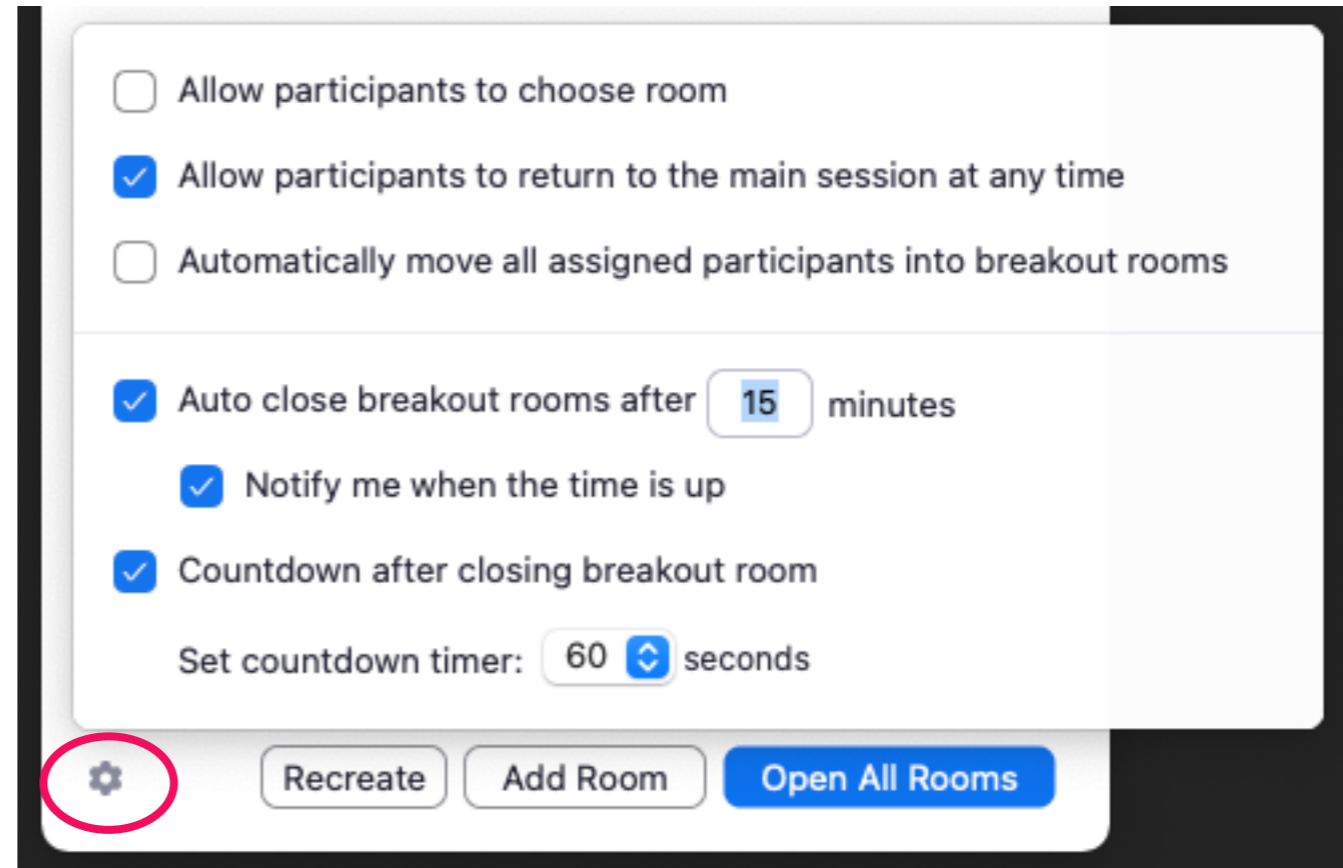 Allow participants to choose room
Allow participants to return to the main session at any time
Automatically move all assigned participants into breakout rooms
Auto close breakout rooms after 15 minutes
Notify me when the time is up
Countdown after closing breakout room
Set countdown timer: 60 seconds
Recreate Add Room Open All Rooms